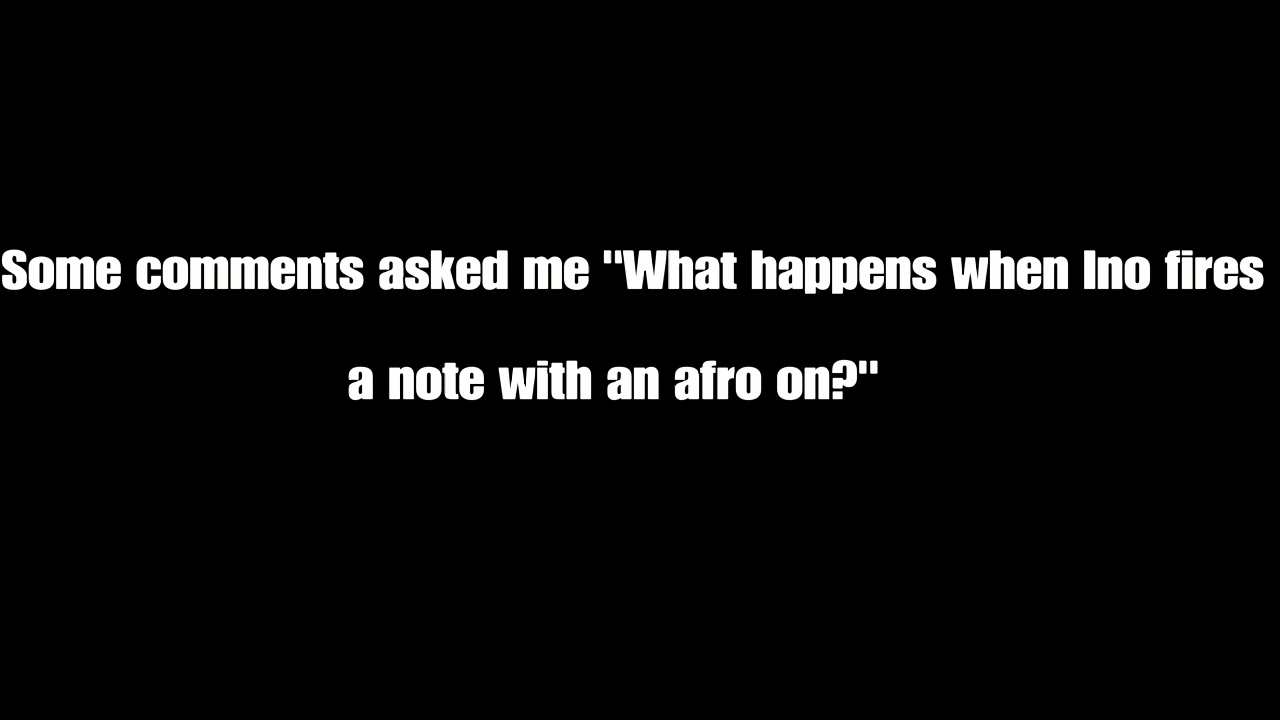 Some comments asked me "What happens when Ino fires
a note with an afro on?"